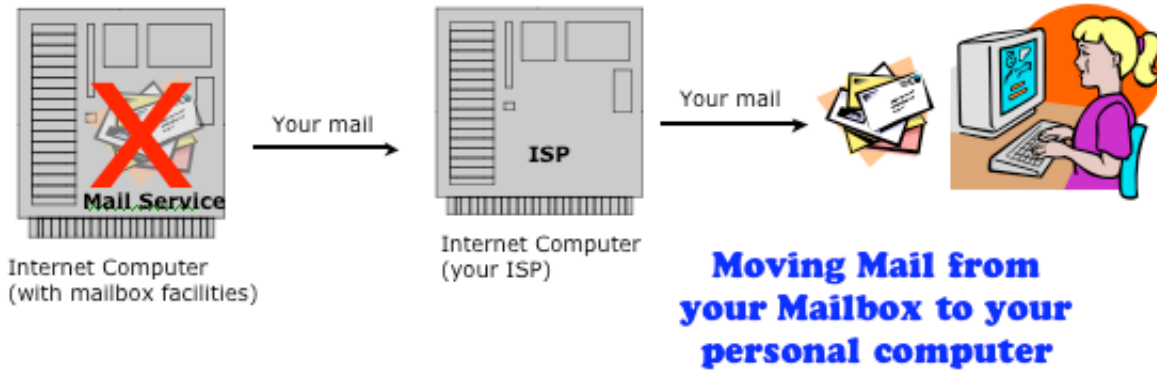 Mail Service
Your mail
ISP
Your mail
Internet Computer
(with mailbox facilities)
Internet Computer
(your ISP)
Moving Mail from
your Mailbox to your
personal computer